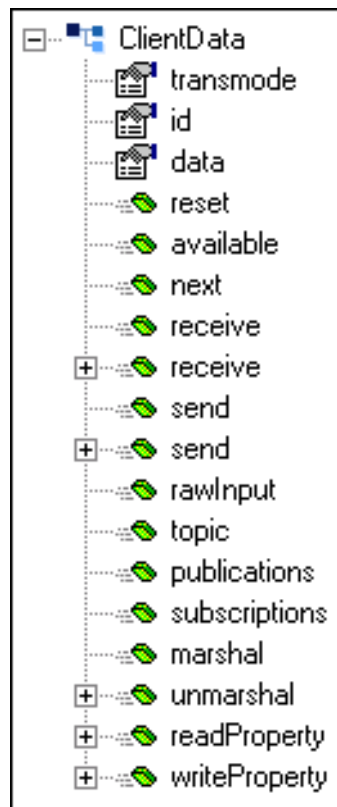 ClientData
transmode
id
data
reset
available
next
receive
receive
send
send
rawInput
topic
publications
subscriptions
marshal
unmarshal
readProperty
writeProperty